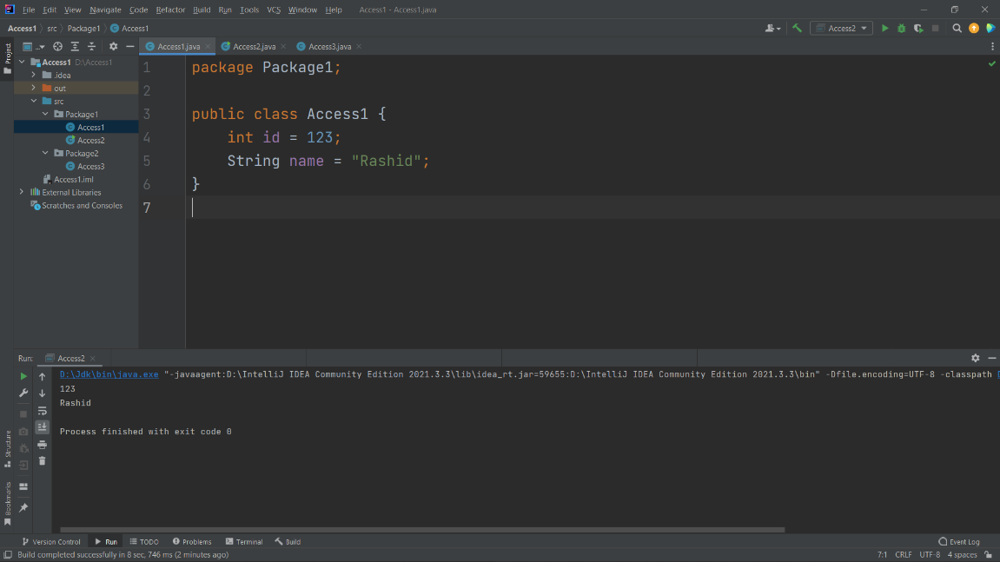 File Edit View Navigate Code Refactor Build Run Tools VCS Window Help Access1 - Access1.java
Access1 src Package1 Access1 Access2
Project
... Access1.java Access2.java Access3.java
Access1 D:\Access1
.idea
out
src
Package1
Access1
Access2
Package2
Access3
Access1.iml
External Libraries
Scratches and Consoles
1 package Package1;
2
3 public class Access1 {
4 int id = 123;
5 String name = "Rashid";
6 }
7
Run: Access2
D:\Jdk\bin\java.exe "-javaagent:D:\IntelliJ IDEA Community Edition 2021.3.3\lib\idea_rt.jar=59655:D:\IntelliJ IDEA Community Edition 2021.3.3\bin" -Dfile.encoding=UTF-8 -classpath
123
Rashid
Process finished with exit code 0
Structure
Bookmarks
Version Control Run TODO Problems Terminal Build Event Log
Build completed successfully in 8 sec, 746 ms (2 minutes ago) 7:1 CRLF UTF-8 4 spaces